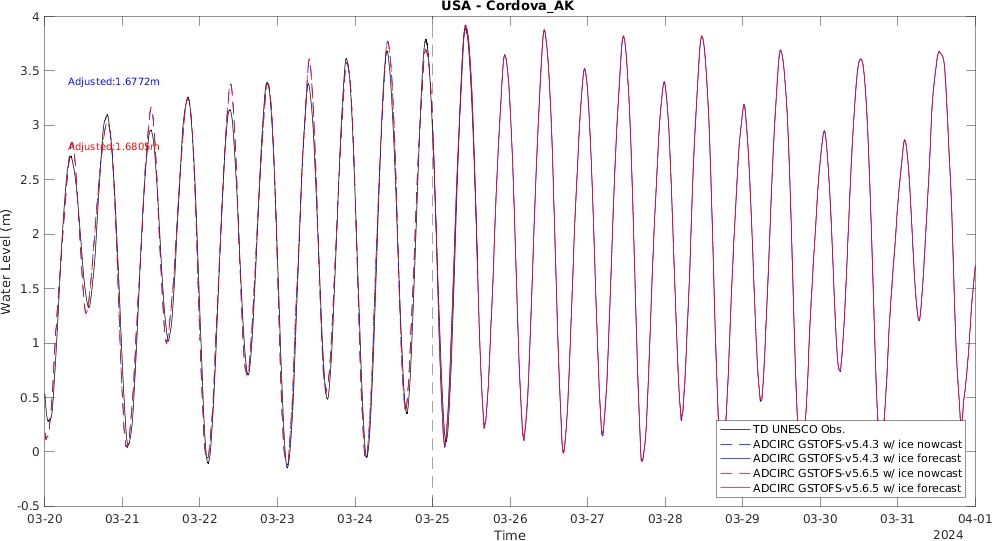 USA - Cordova_AK
4
3.5
3
2.5
2
1.5
1
0.5
0
-0.5
Water Level (m)
Adjusted:1.6772m
Adjusted:1.6805m
TD UNESCO Obs.
ADCIRC GSTOFS-v5.4.3 w/ ice nowcast
ADCIRC GSTOFS-v5.4.3 w/ ice forecast
ADCIRC GSTOFS-v5.6.5 w/ ice nowcast
ADCIRC GSTOFS-v5.6.5 w/ ice forecast
03-20 03-21 03-22 03-23 03-24 03-25 03-26 03-27 03-28 03-29 03-30 03-31 04-01
Time
2024